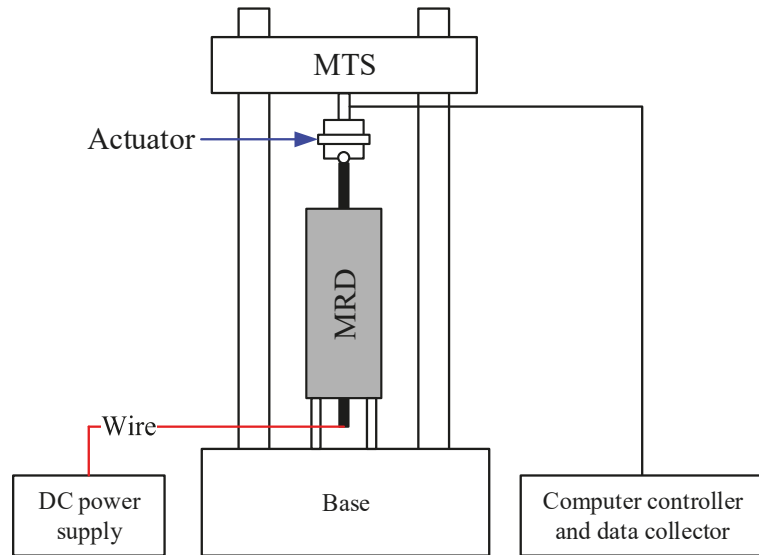 MTS
Actuator
MRD
Wire
DC power
supply
Base
Computer controller
and data collector